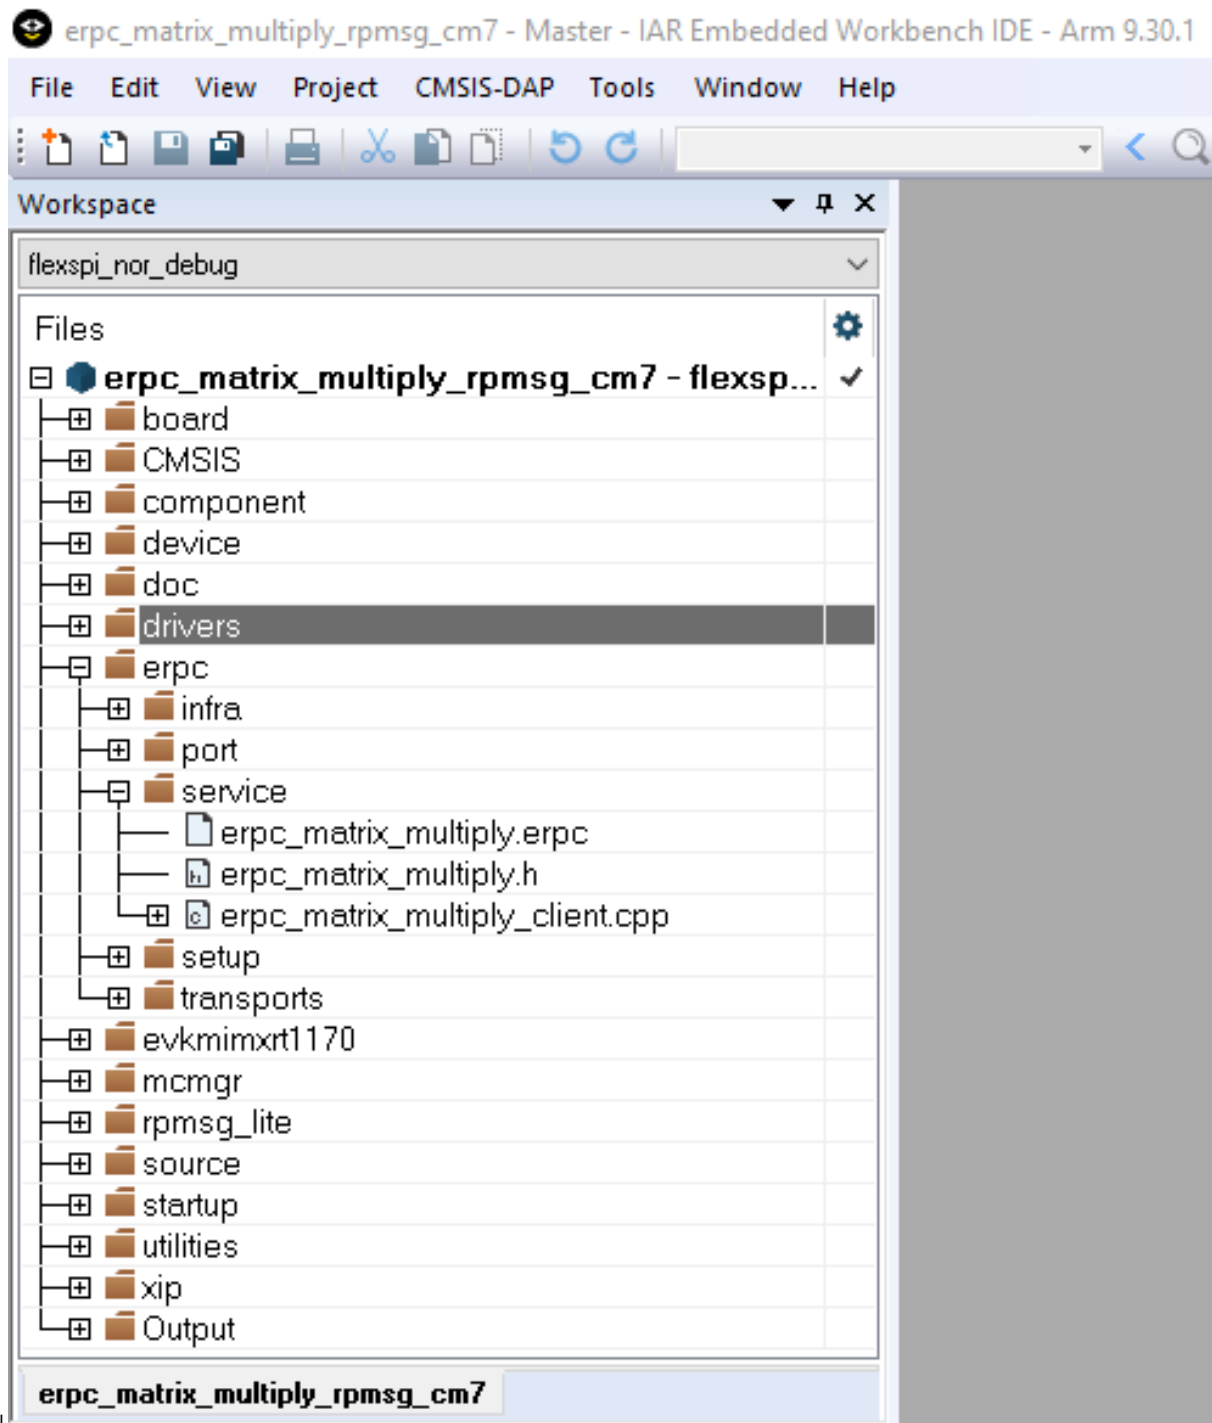 erpc_matrix_multiply_rpmsg_cm7 - Master - IAR Embedded Workbench IDE - Arm 9.30.1
File Edit View Project CMSIS-DAP Tools Window Help
Workspace
flexspi_nor_debug
Files
erpc_matrix_multiply_rpmsg_cm7 - flexsp...
board
CMSIS
component
device
doc
drivers
erpc
infra
port
service
erpc_matrix_multiply.erpc
erpc_matrix_multiply.h
erpc_matrix_multiply_client.cpp
setup
transports
evkmimxrt1170
mcmgr
rpmsg_lite
source
startup
utilities
xip
Output
erpc_matrix_multiply_rpmsg_cm7